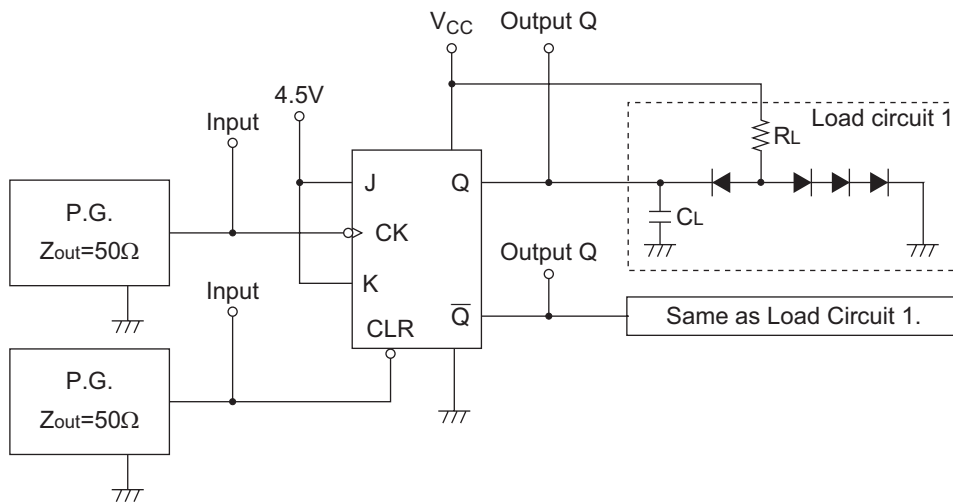 VCC
Output Q
4.5V
Input
Load circuit 1
RL
J
Q
P.G.
Zout=50Ω
CK
CL
K
Output Q
Input
Q̅
Same as Load Circuit 1.
CLR
P.G.
Zout=50Ω